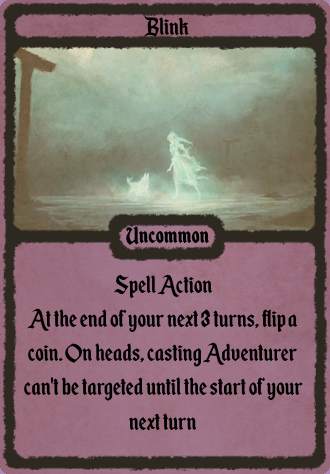 Blink
Uncommon
Spell Action
At the end of your next 3 turns, flip a
coin. On heads, casting Adventurer
can't be targeted until the start of your
next turn